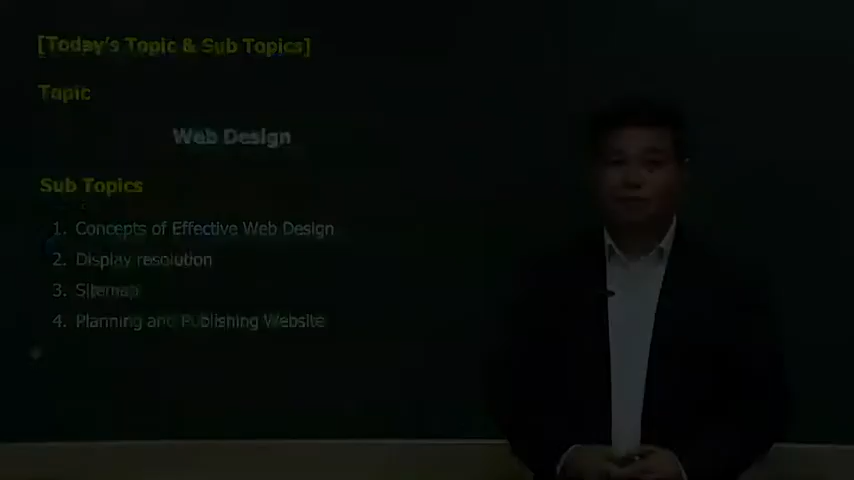 [Today's Topic & Sub Topics]
Topic
Web Design
Sub Topics
1. Concepts of Effective Web Design
2. Display resolution
3. Sitemap
4. Planning and Publishing Website